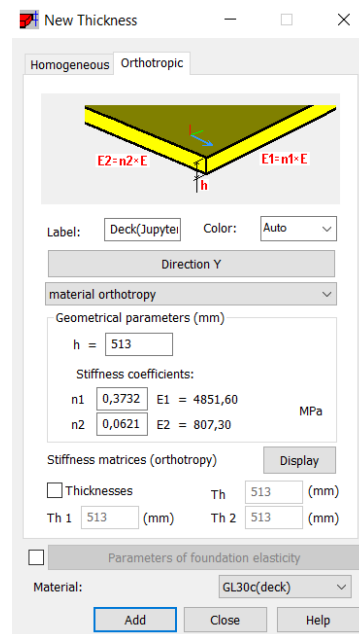 New Thickness
Homogeneous Orthotropic
E2=n2×E E1=n1×E
h
Label: Deck(Jupyter Color: Auto
Direction Y
material orthotropy
Geometrical parameters (mm)
h = 513
Stiffness coefficients:
n1 0,3732 E1 = 4851,60
MPa
n2 0,0621 E2 = 807,30
Stiffness matrices (orthotropy) Display
Thicknesses Th 513 (mm)
Th 1 513 (mm) Th 2 513 (mm)
Parameters of foundation elasticity
Material: GL30c(deck)
Add Close Help